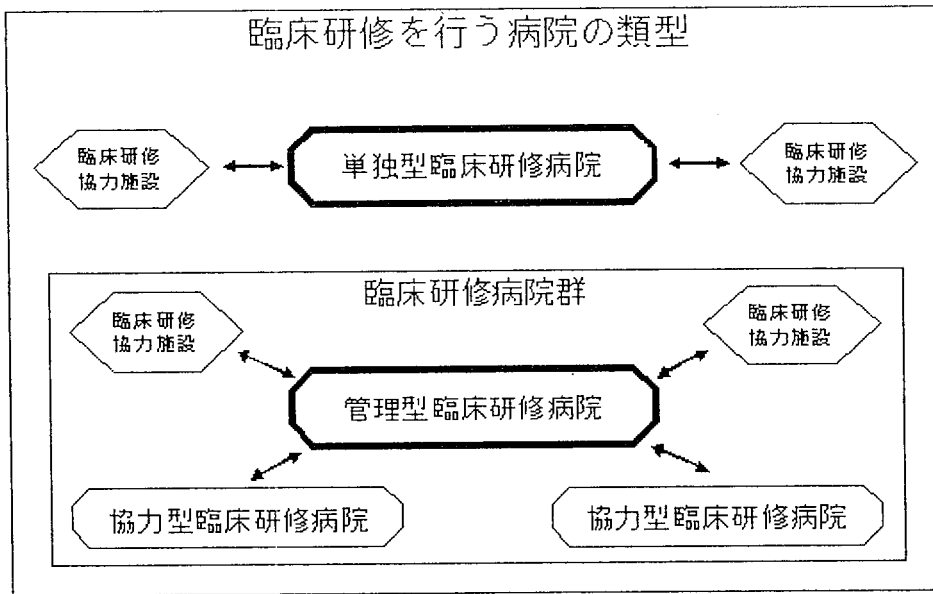 臨床研修を行う病院の類型
臨床研修
協力施設
単独型臨床研修病院
臨床研修
協力施設
臨床研修病院群
臨床研修
協力施設
臨床研修
協力施設
管理型臨床研修病院
協力型臨床研修病院
協力型臨床研修病院